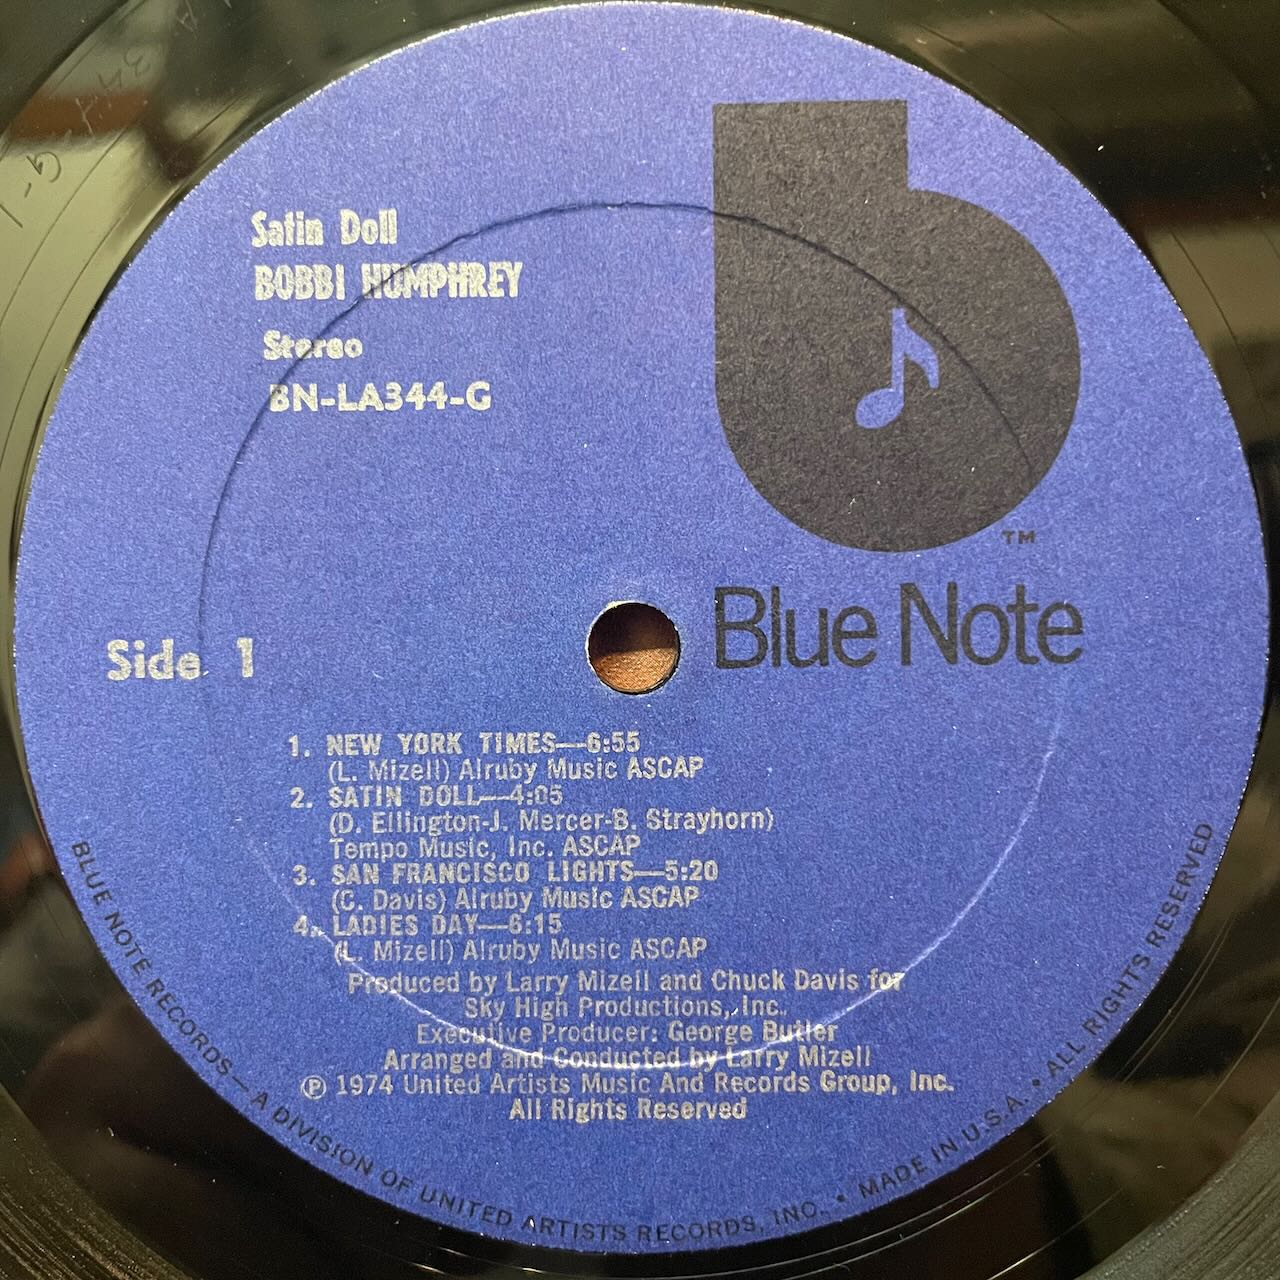 Satin Doll
BOBBI HUMPHREY
Stereo
BN-LA344-G
TM
Blue Note
Side 1
1. NEW YORK TIMES—6:55
(L. Mizell) Alruby Music ASCAP
2. SATIN DOLL—4:05
(D. Ellington-J. Mercer-B. Strayhorn)
Tempo Music, Inc. ASCAP
3. SAN FRANCISCO LIGHTS—5:20
(C. Davis) Alruby Music ASCAP
4. LADIES DAY—6:15
(L. Mizell) Alruby Music ASCAP
Produced by Larry Mizell and Chuck Davis for
Sky High Productions, Inc.
Executive Producer: George Butler
Arranged and Conducted by Larry Mizell
℗ 1974 United Artists Music And Records Group, Inc.
All Rights Reserved
BLUE NOTE RECORDS — A DIVISION OF UNITED ARTISTS RECORDS, INC. • MADE IN U.S.A. • ALL RIGHTS RESERVED